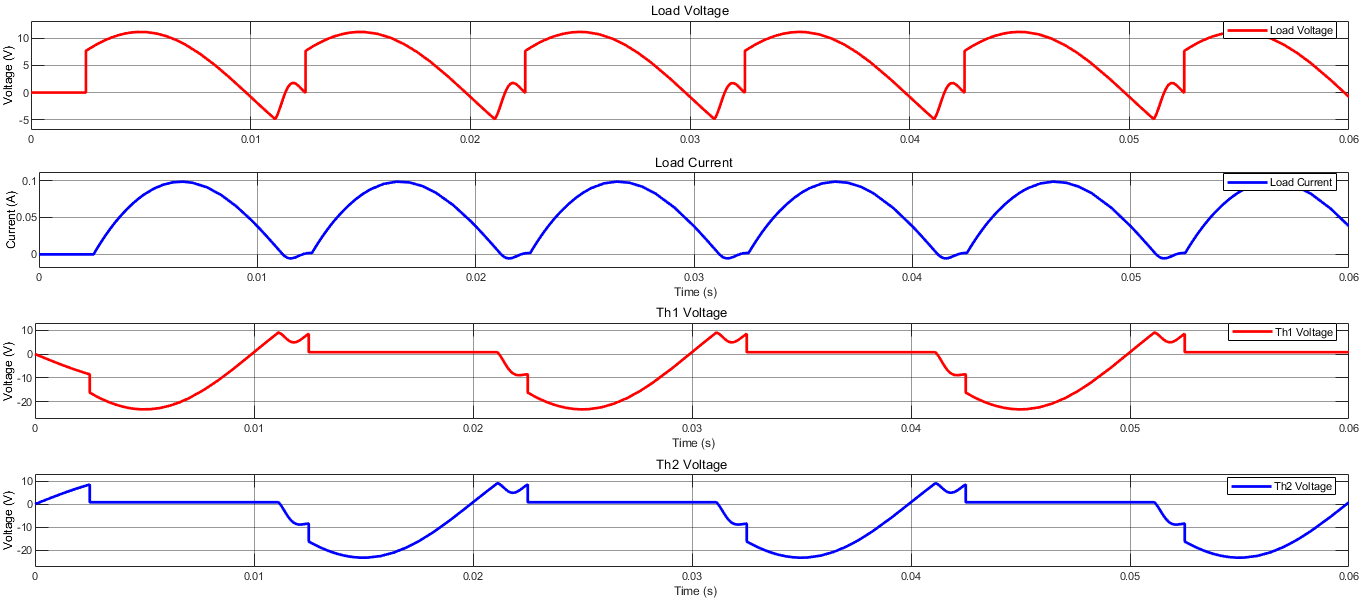 Load Voltage
Voltage (V)
10
5
0
-5
Load Voltage
0 0.01 0.02 0.03 0.04 0.05 0.06
Load Current
Current (A)
0.1
0.05
0
Load Current
0 0.01 0.02 0.03 0.04 0.05 0.06
Time (s)
Th1 Voltage
Voltage (V)
10
0
-10
-20
Th1 Voltage
0 0.01 0.02 0.03 0.04 0.05 0.06
Time (s)
Th2 Voltage
Voltage (V)
10
0
-10
-20
Th2 Voltage
0 0.01 0.02 0.03 0.04 0.05 0.06
Time (s)